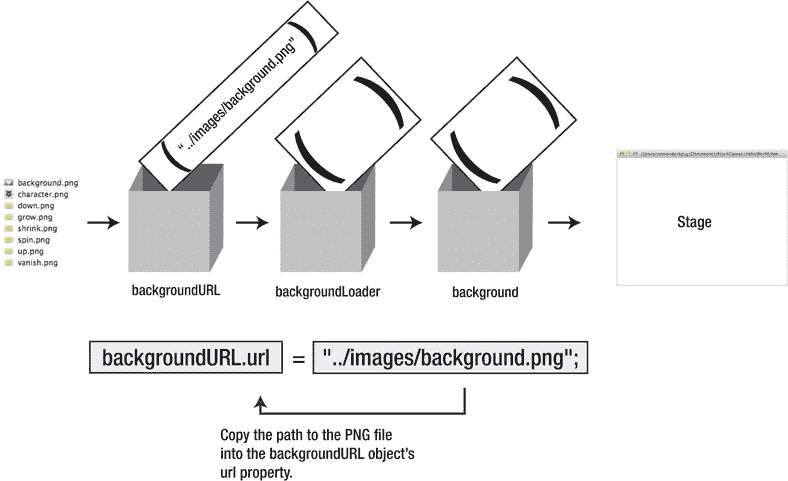 "../images/background.png"
background.png
character.png
down.png
grow.png
shrink.png
spin.png
up.png
vanish.png
Stage
backgroundURL
backgroundLoader
background
backgroundURL.url = "../images/background.png";
Copy the path to the PNG file
into the backgroundURL object's
url property.